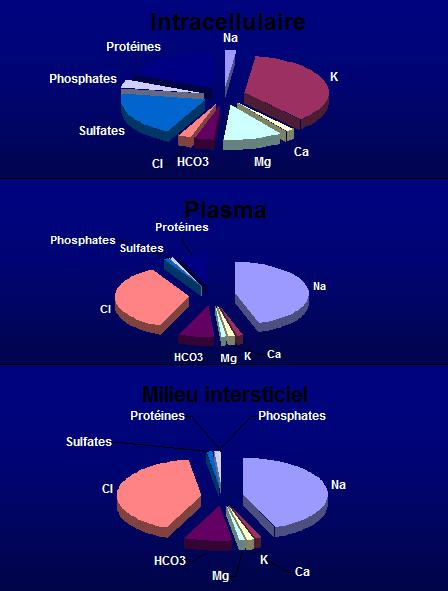 Intracellulaire
Na
Protéines
K
Phosphates
Sulfates
Ca
Cl
HCO3
Mg
Plasma
Protéines
Phosphates
Sulfates
Na
Cl
HCO3
Mg
K
Ca
Milieu intersticiel
Protéines
Phosphates
Sulfates
Cl
Na
HCO3
K
Mg
Ca